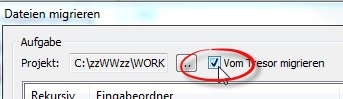 Dateien migrieren
Aufgabe
Projekt: C:\zzWWzz\WORK ... Vom Tresor migrieren
Rekursiv Eingabeordner